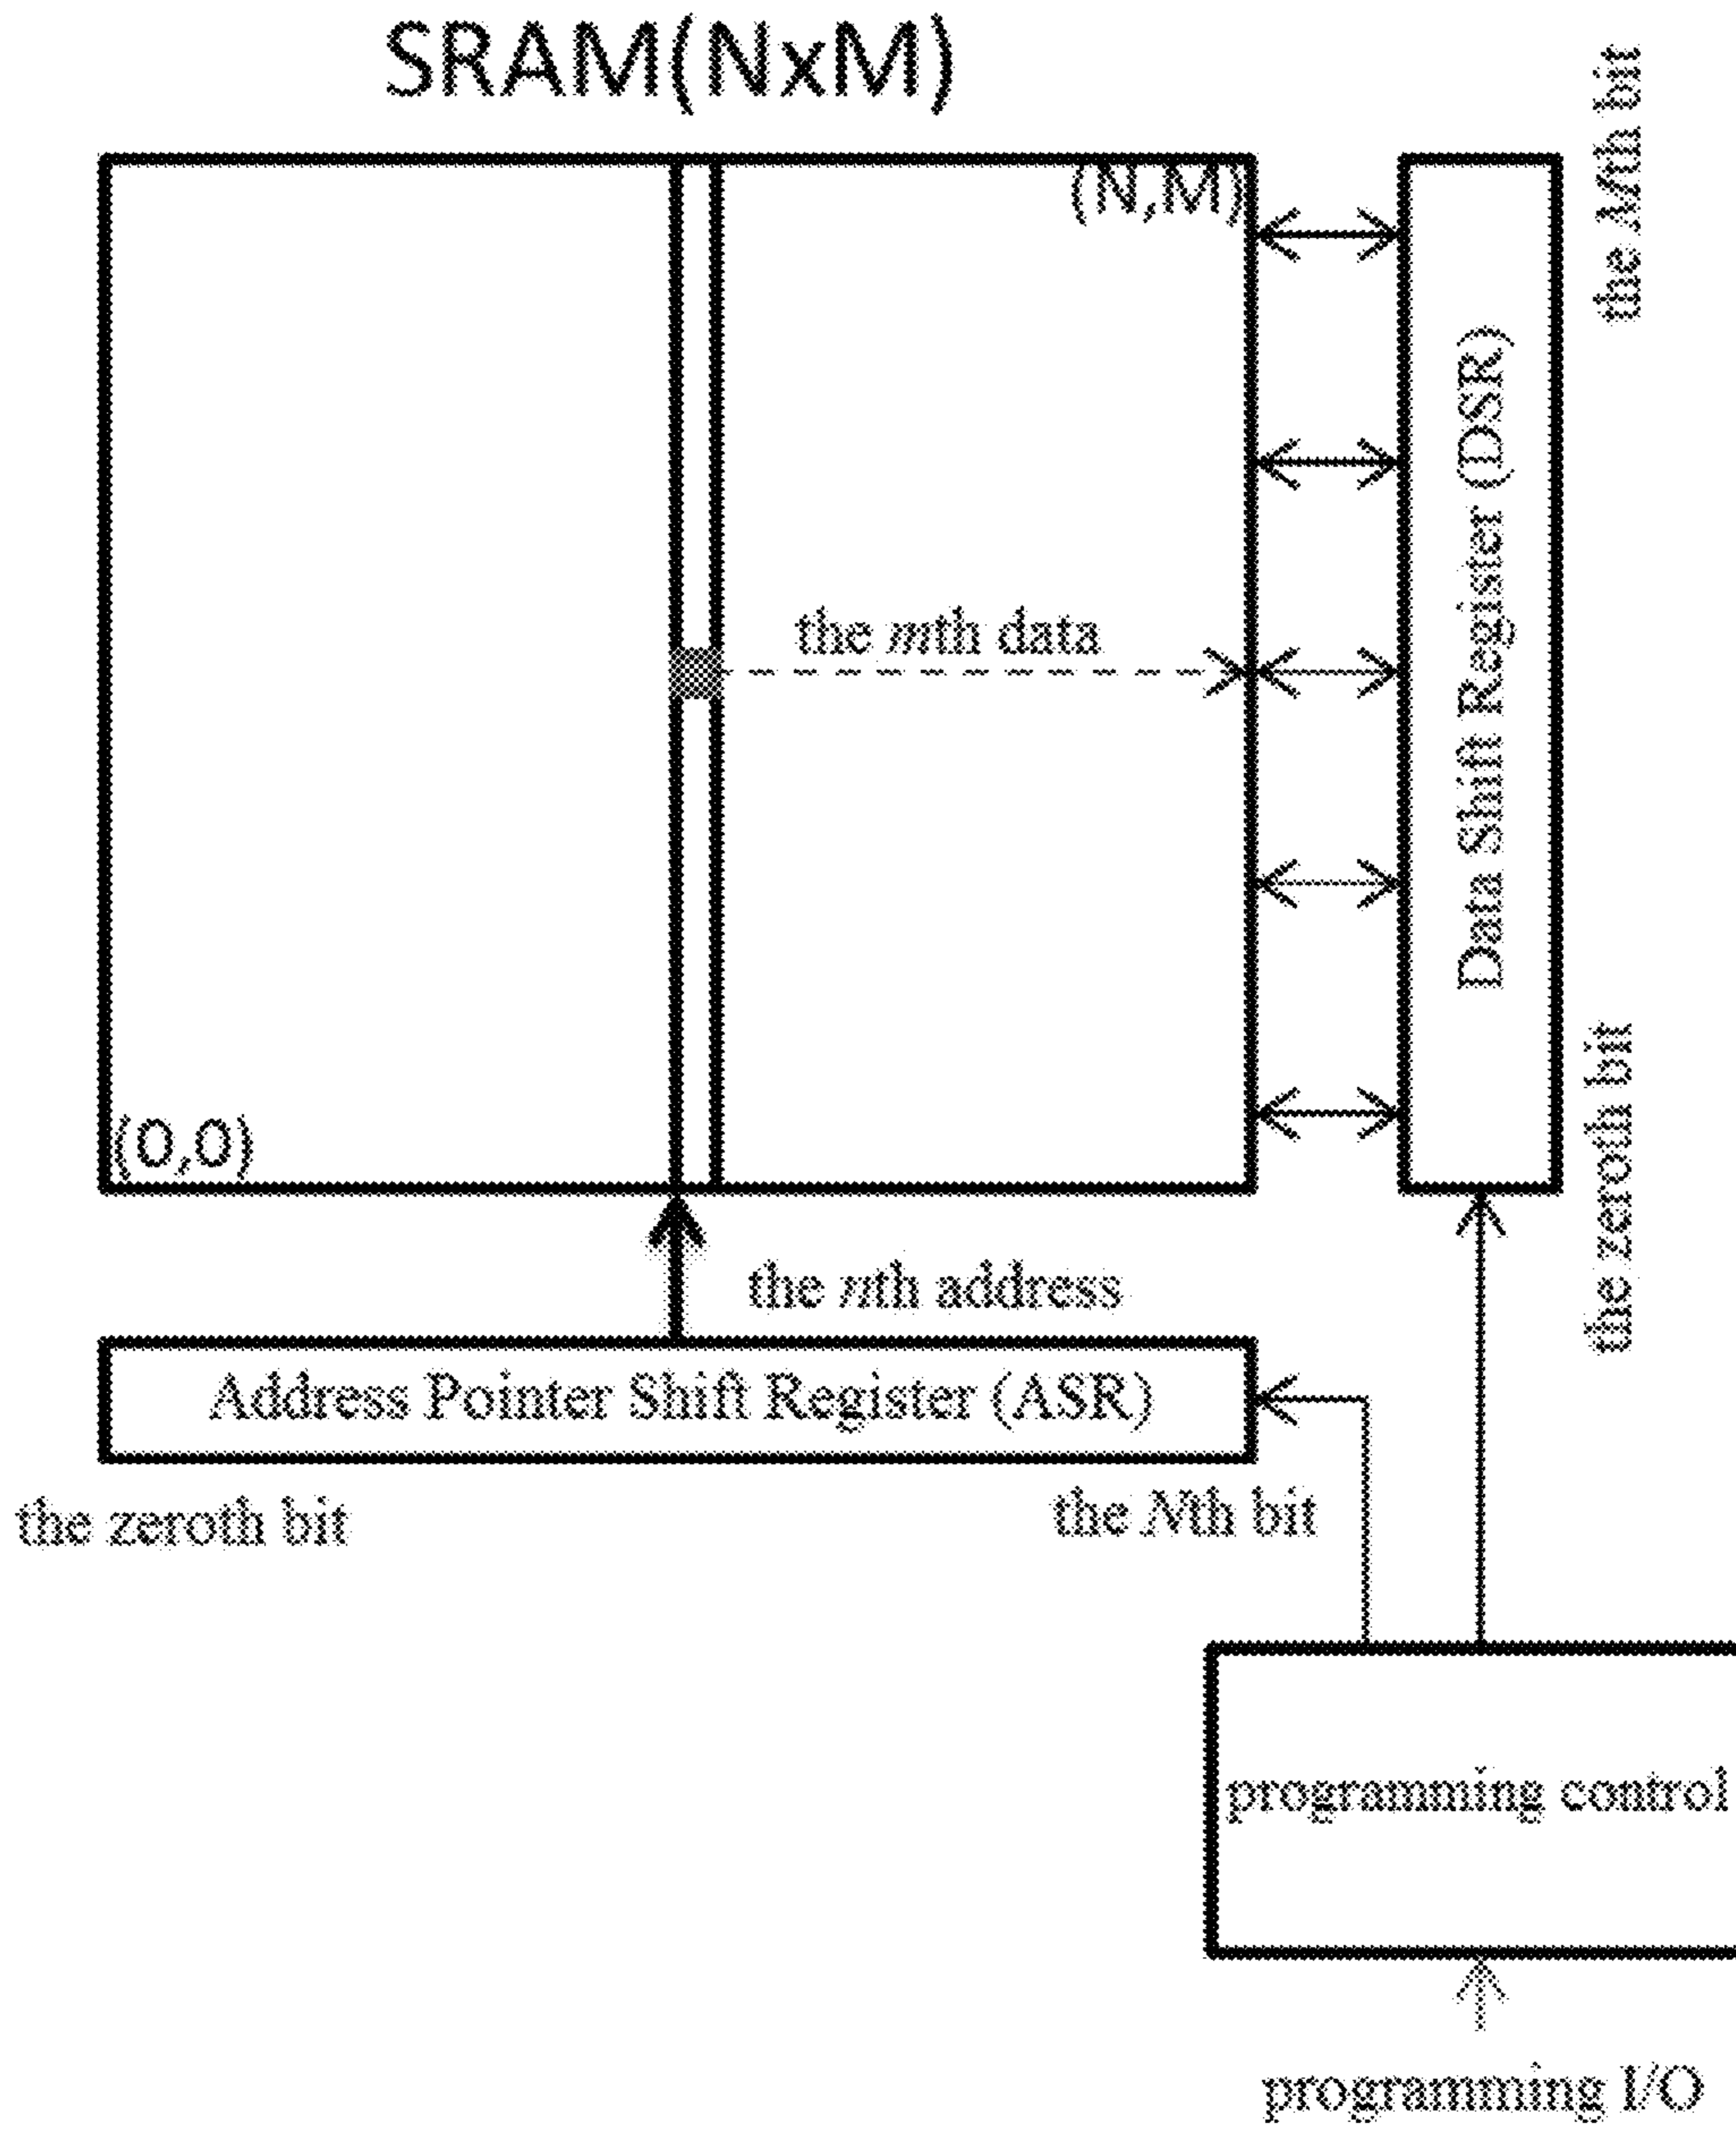 SRAM(NxM)
the Mth bit
(N,M)
Data Shift Register (DSR)
the mth data
(0,0)
the zeroth bit
the nth address
Address Pointer Shift Register (ASR)
the zeroth bit
the Nth bit
programming control
programming I/O